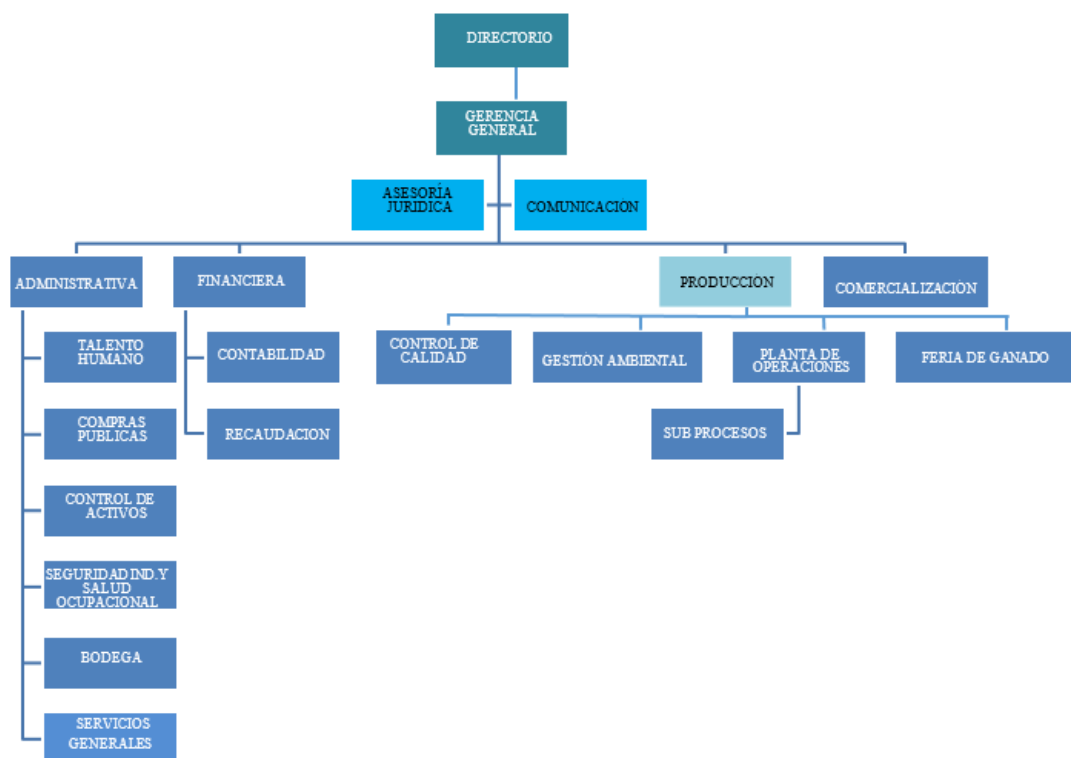 DIRECTORIO
GERENCIA
GENERAL
ASESORÍA
JURIDICA
COMUNICACION
ADMINISTRATIVA
FINANCIERA
PRODUCCIÓN
COMERCIALIZACIÓN
TALENTO
HUMANO
CONTABILIDAD
CONTROL DE
CALIDAD
GESTIÓN AMBIENTAL
PLANTA DE
OPERACIONES
FERIA DE GANADO
COMPRAS
PUBLICAS
RECAUDACION
SUB PROCESOS
CONTROL DE
ACTIVOS
SEGURIDAD IND. Y
SALUD
OCUPACIONAL
BODEGA
SERVICIOS
GENERALES